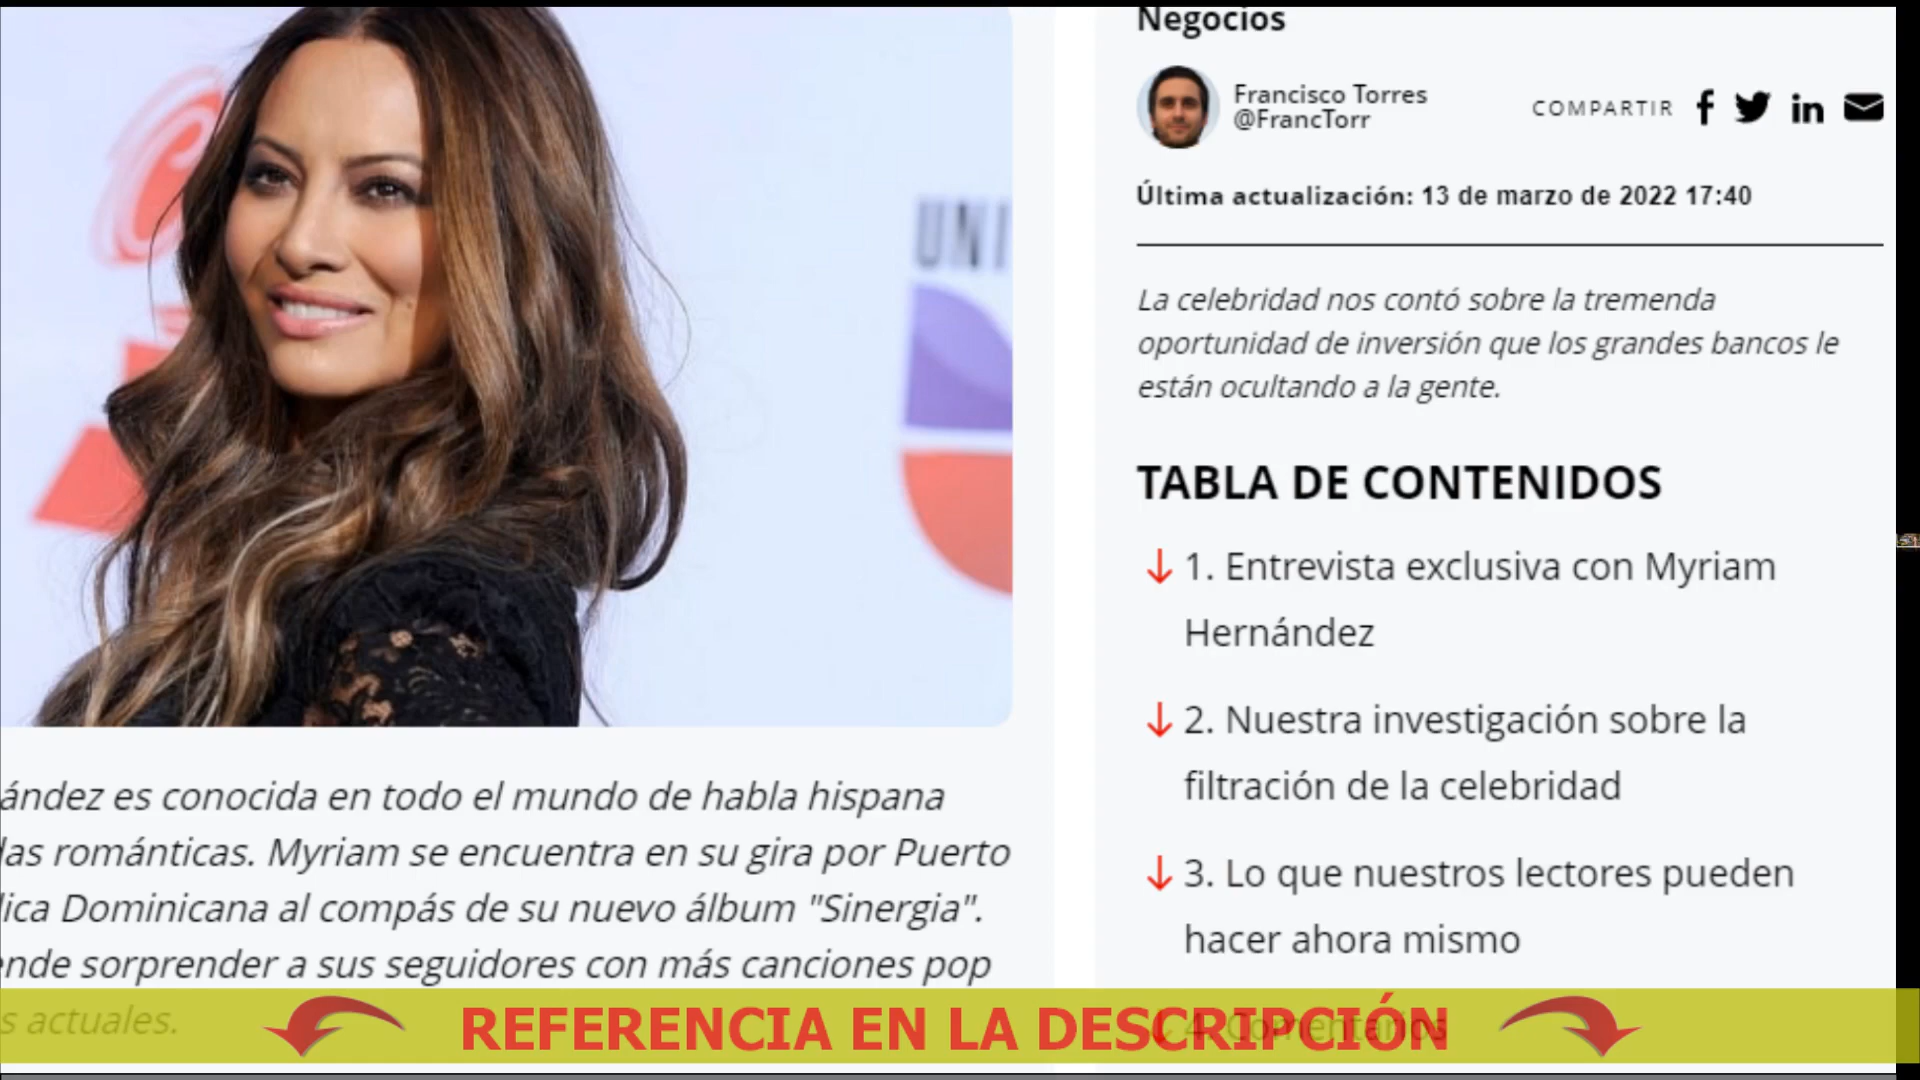 UNI
ández es conocida en todo el mundo de habla hispana
las románticas. Myriam se encuentra en su gira por Puerto
lica Dominicana al compás de su nuevo álbum "Sinergia".
ende sorprender a sus seguidores con más canciones pop
s actuales.
Negocios
Francisco Torres
@FrancTorr
COMPARTIR
Última actualización: 13 de marzo de 2022 17:40
La celebridad nos contó sobre la tremenda
oportunidad de inversión que los grandes bancos le
están ocultando a la gente.
TABLA DE CONTENIDOS
1. Entrevista exclusiva con Myriam
Hernández
2. Nuestra investigación sobre la
filtración de la celebridad
3. Lo que nuestros lectores pueden
hacer ahora mismo
4. Comentarios
REFERENCIA EN LA DESCRIPCIÓN